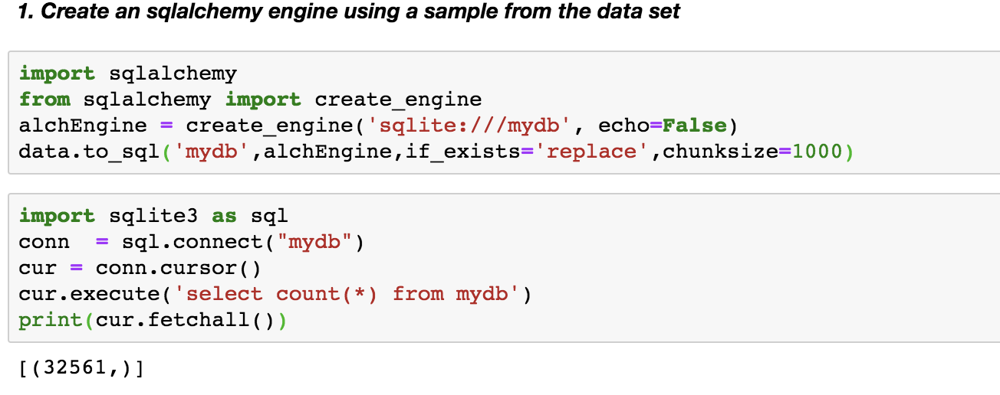 1. Create an sqlalchemy engine using a sample from the data set
import sqlalchemy
from sqlalchemy import create_engine
alchEngine = create_engine('sqlite:///mydb', echo=False)
data.to_sql('mydb',alchEngine,if_exists='replace',chunksize=1000)
import sqlite3 as sql
conn  = sql.connect("mydb")
cur = conn.cursor()
cur.execute('select count(*) from mydb')
print(cur.fetchall())
[(32561,)]